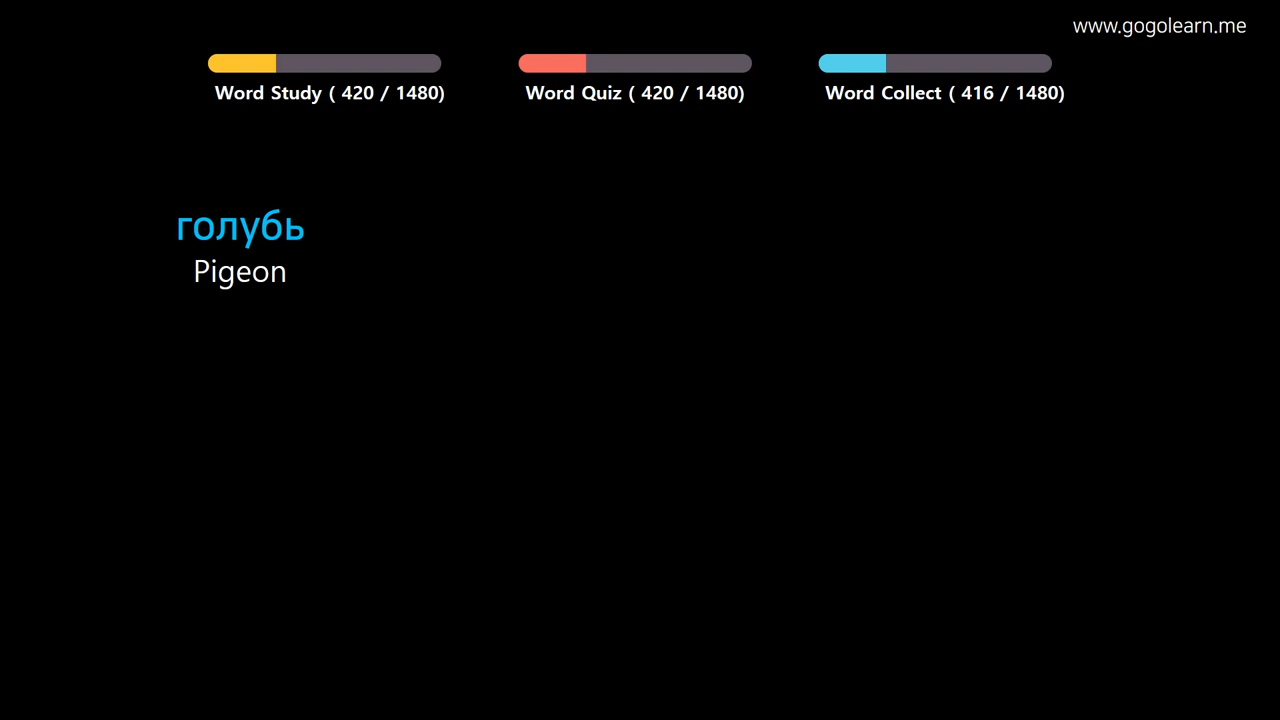 www.gogolearn.me
Word Study ( 420 / 1480)
Word Quiz ( 420 / 1480)
Word Collect ( 416 / 1480)
голубь
Pigeon